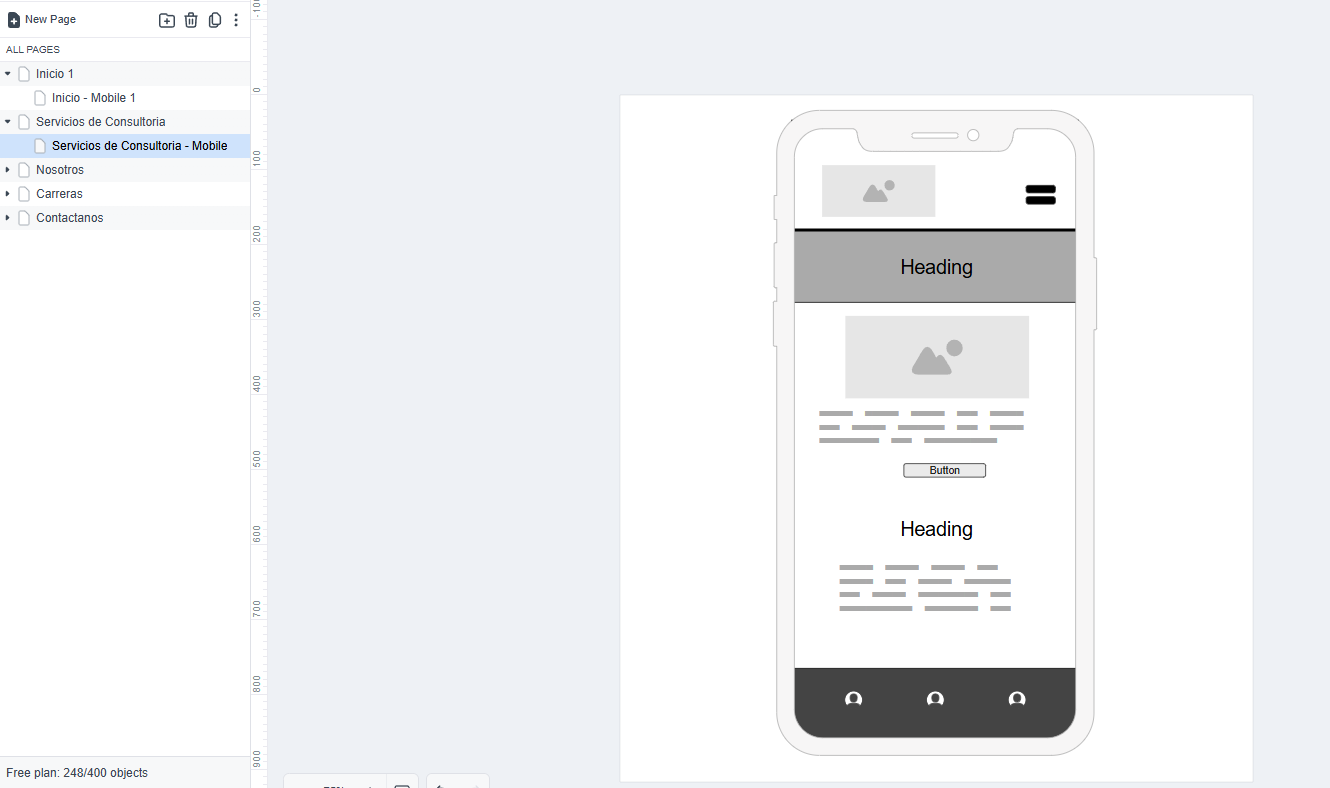 New Page
ALL PAGES
Inicio 1
Inicio - Mobile 1
Servicios de Consultoria
Servicios de Consultoria - Mobile
Nosotros
Carreras
Contactanos
Free plan: 248/400 objects
0
100
200
300
400
500
600
700
800
900
Heading
Button
Heading